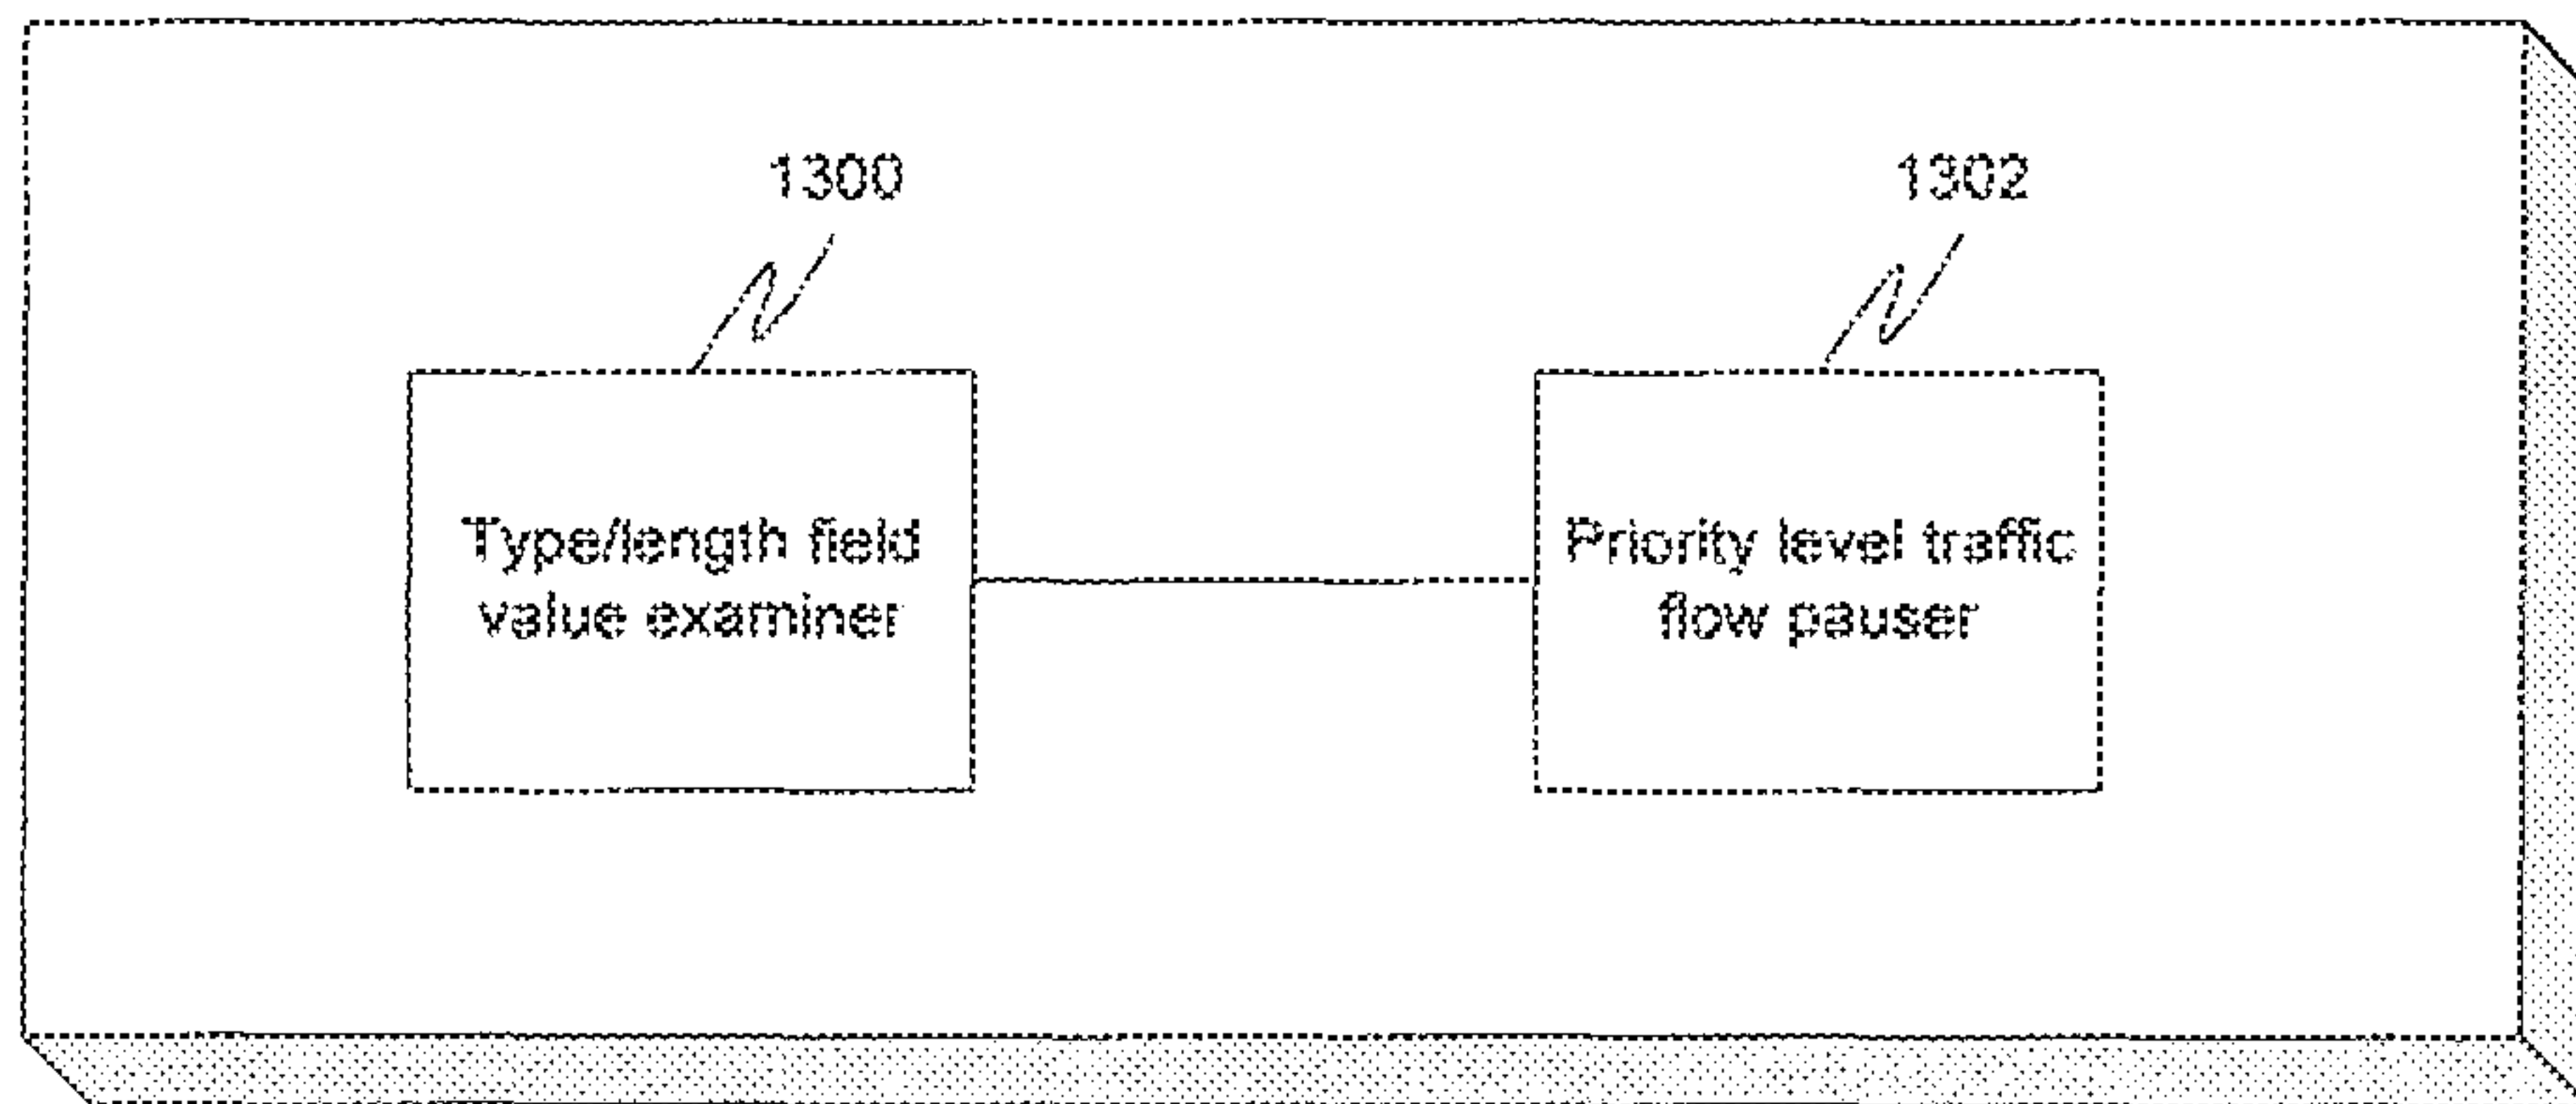 1300
1302
Type/length field
value examiner
Priority level traffic
flow pauser